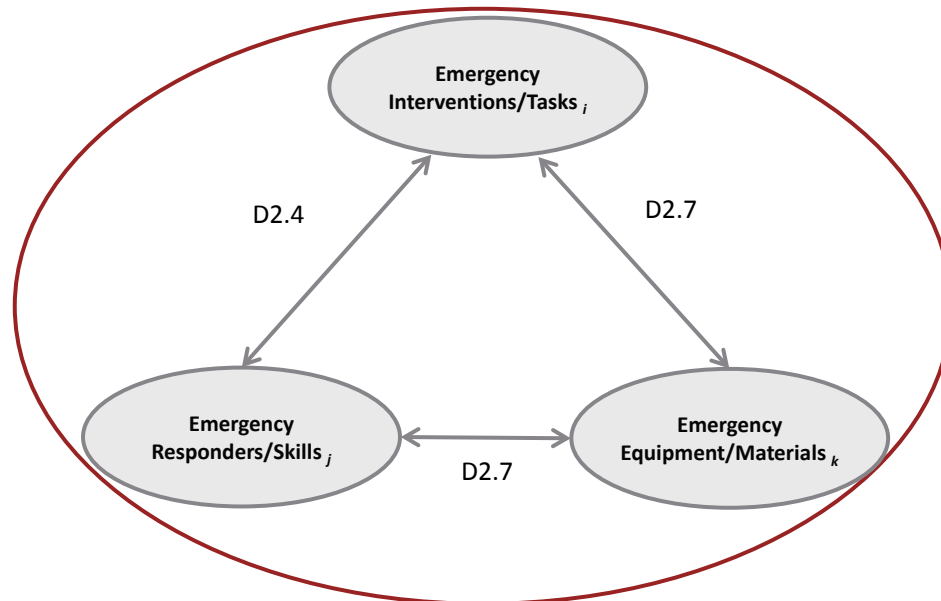 Emergency
Interventions/Tasks i
D2.4
D2.7
Emergency
Responders/Skills j
Emergency
Equipment/Materials k
D2.7